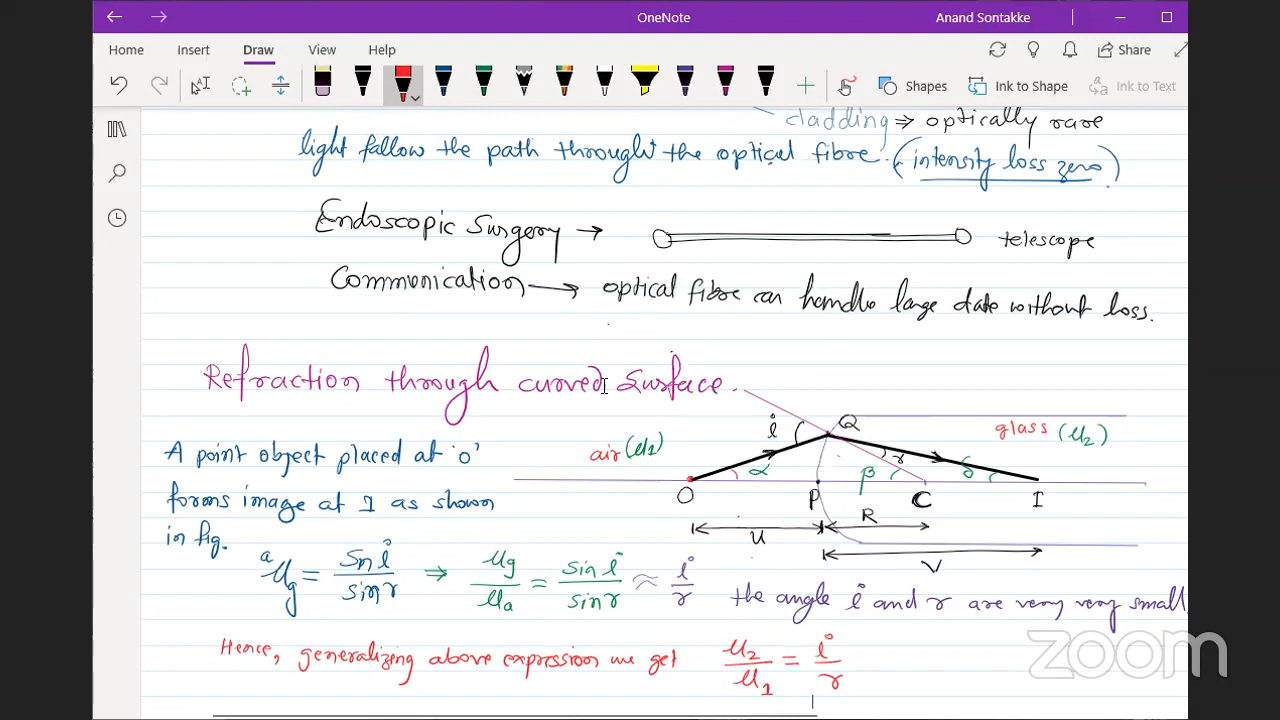 OneNote
Anand Sontakke
Home Insert Draw View Help
Share
Shapes Ink to Shape Ink to Text
cladding ⇒ optically rare
light follow the path throught the optical fibre. (intensity loss zero)
Endoscopic Surgery → telescope
Communication → optical fibre can handle large data without loss.
Refraction through curved Surface.
A point object placed at 'o'
forms image at I as shown
in fig.
air (μ1)
glass (μ2)
i Q r
α β δ
O P C I
U R
V
aμg = Sni/sinr ⇒ μg/μa = sin i/sin r ≈ i/r the angle i and r are very very small
Hence, generalizing above expression we get μ2/μ1 = i/r
zoom